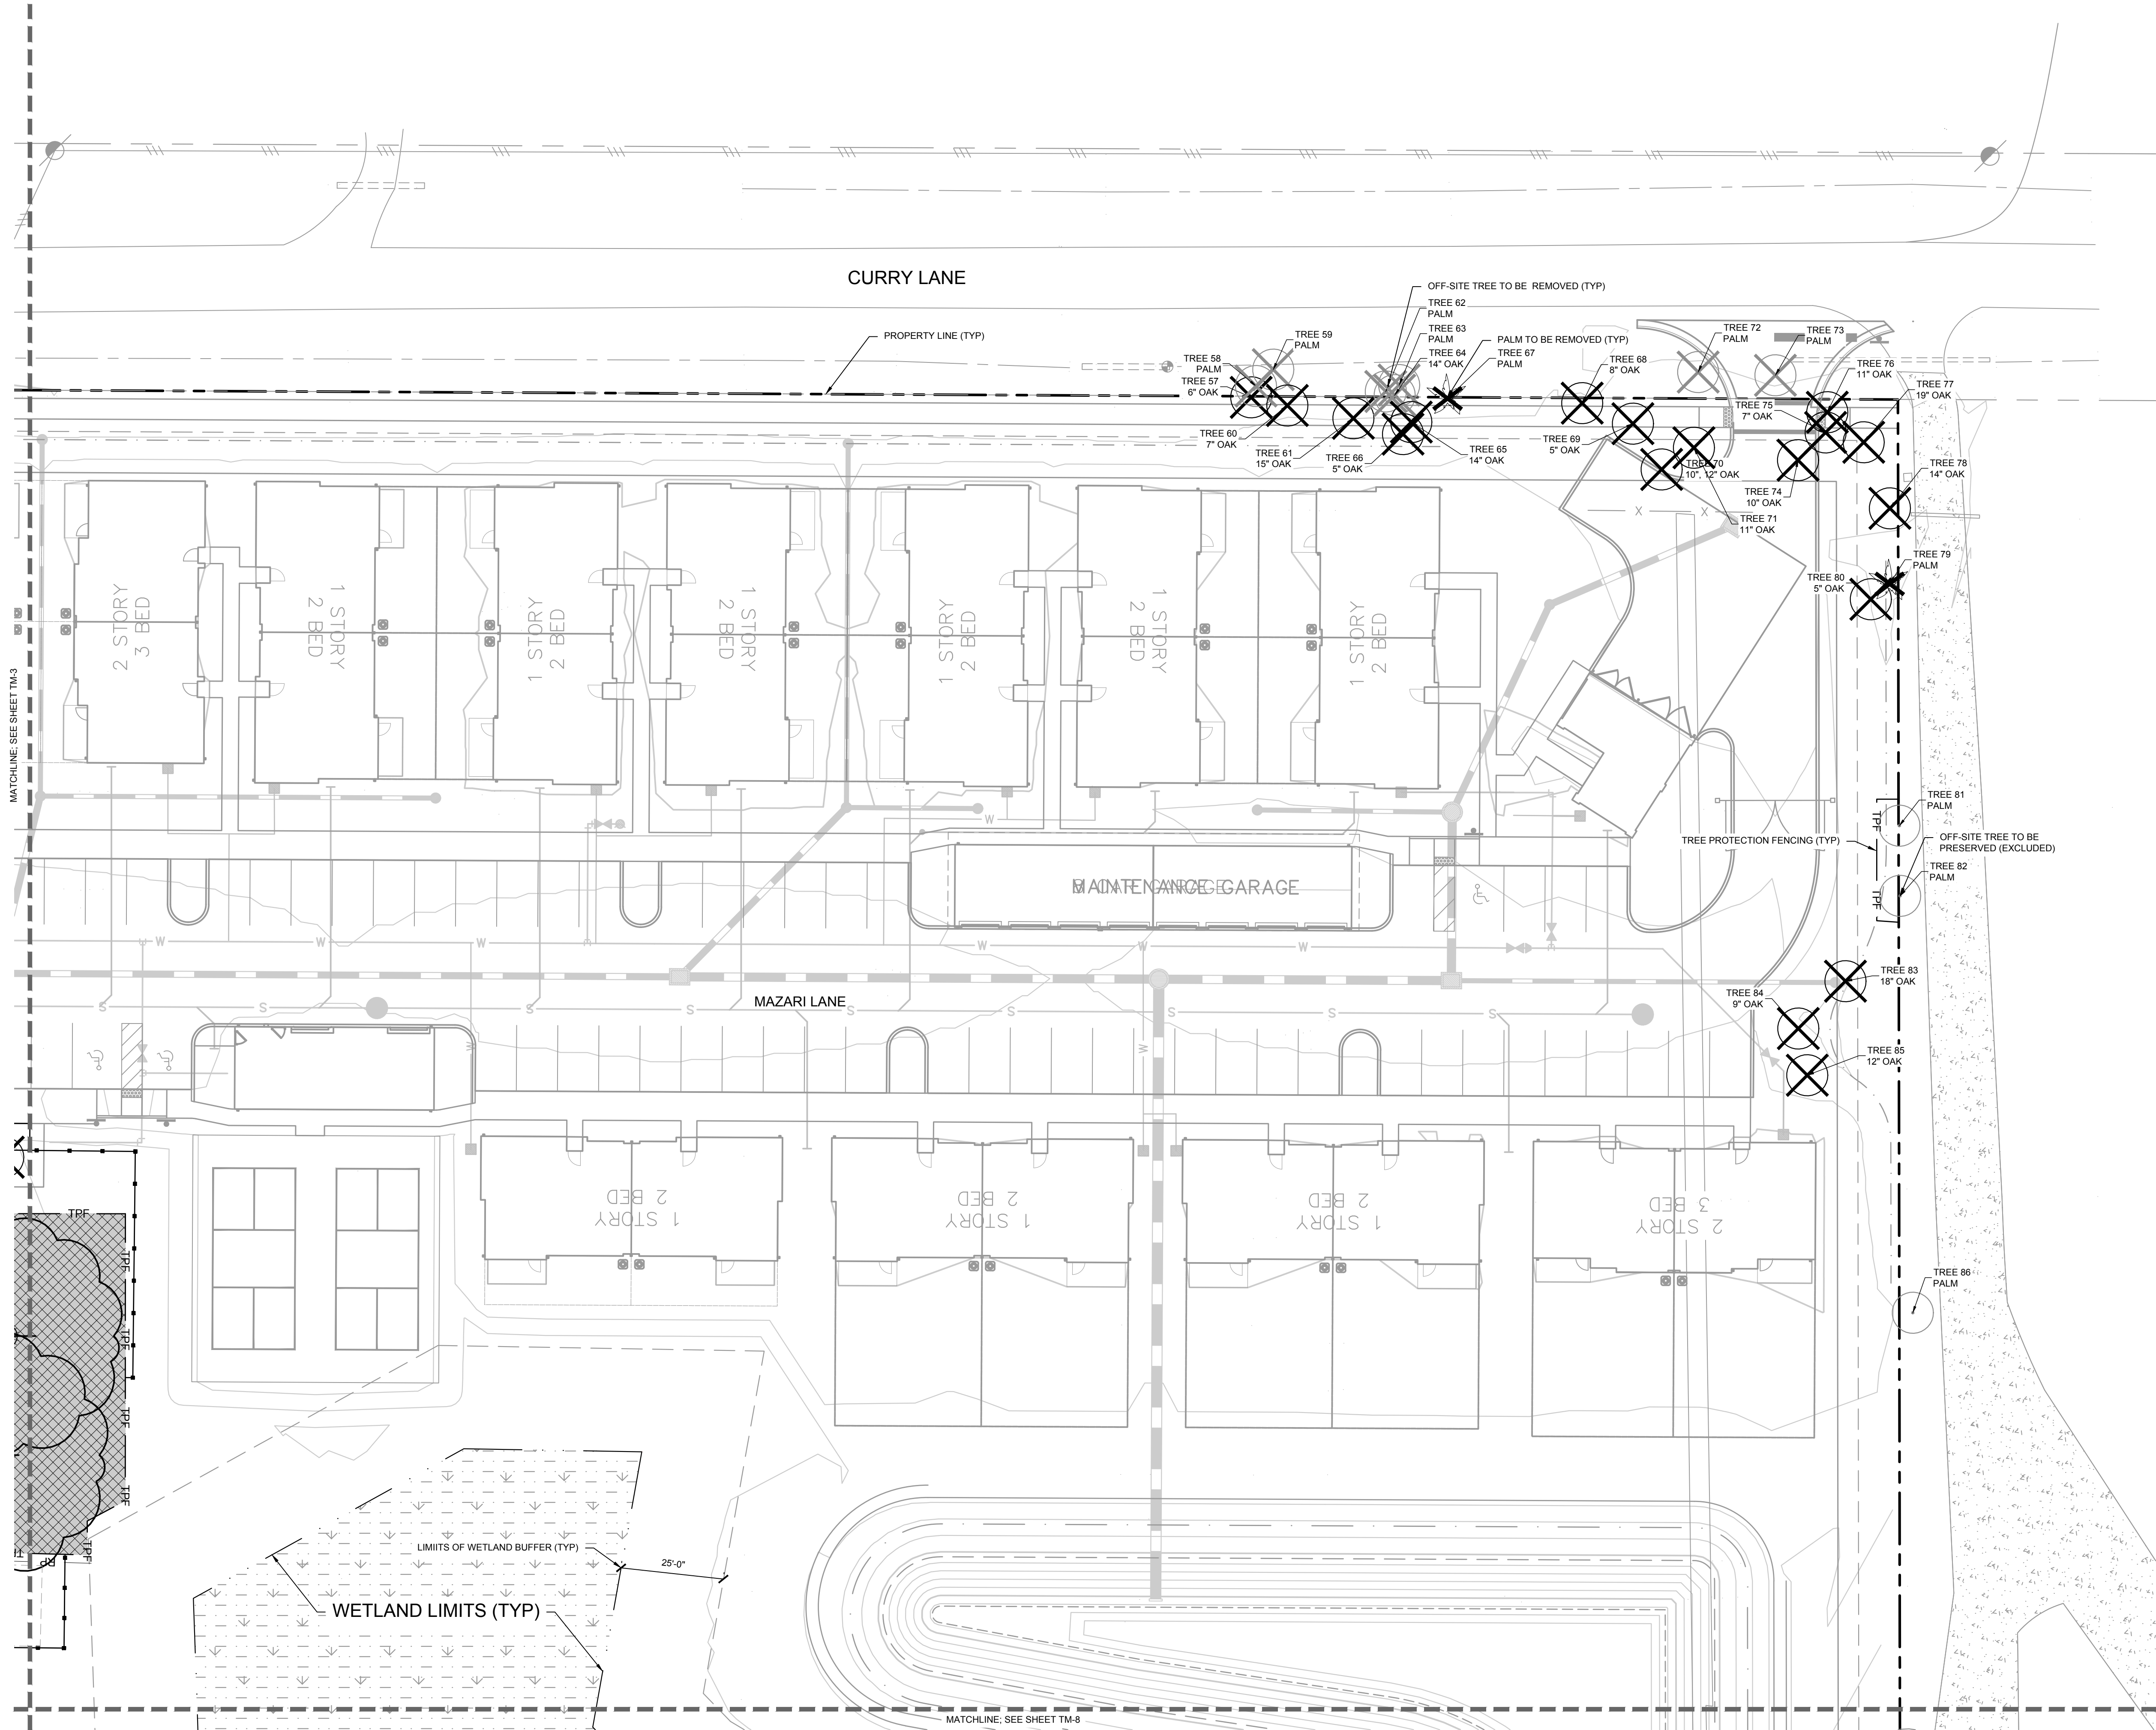 CURRY LANE
OFF-SITE TREE TO BE REMOVED (TYP)
TREE 62
PALM
TREE 63
PALM
TREE 64
14" OAK
PALM TO BE REMOVED (TYP)
TREE 67
PALM
PROPERTY LINE (TYP)
TREE 59
PALM
TREE 58
PALM
TREE 57
6" OAK
TREE 68
8" OAK
TREE 72
PALM
TREE 73
PALM
TREE 76
11" OAK
TREE 77
19" OAK
TREE 75
7" OAK
TREE 60
7" OAK
TREE 61
15" OAK
TREE 66
5" OAK
TREE 65
14" OAK
TREE 69
5" OAK
TREE 70
10", 12" OAK
TREE 74
10" OAK
TREE 71
11" OAK
TREE 78
14" OAK
X
X
TREE 79
PALM
TREE 80
5" OAK
2 STORY
3 BED
1 STORY
2 BED
1 STORY
2 BED
1 STORY
2 BED
1 STORY
2 BED
1 STORY
2 BED
1 STORY
2 BED
MATCHLINE; SEE SHEET TM-3
W
TREE 81
PALM
TPF
TREE PROTECTION FENCING (TYP)
OFF-SITE TREE TO BE
PRESERVED (EXCLUDED)
TREE 82
PALM
TPF
MAINTENANCE GARAGE
W
W
W
W
W
W
TREE 83
18" OAK
TREE 84
9" OAK
MAZARI LANE
S
S
S
S
S
S
S
S
S
W
W
TREE 85
12" OAK
2 BED
1 STORY
2 BED
1 STORY
2 BED
1 STORY
3 BED
2 STORY
TPF
TPF
TPF
TPF
TPF
TPF
RP
TREE 86
PALM
LIMIITS OF WETLAND BUFFER (TYP)
25'-0"
WETLAND LIMITS (TYP)
MATCHLINE; SEE SHEET TM-8